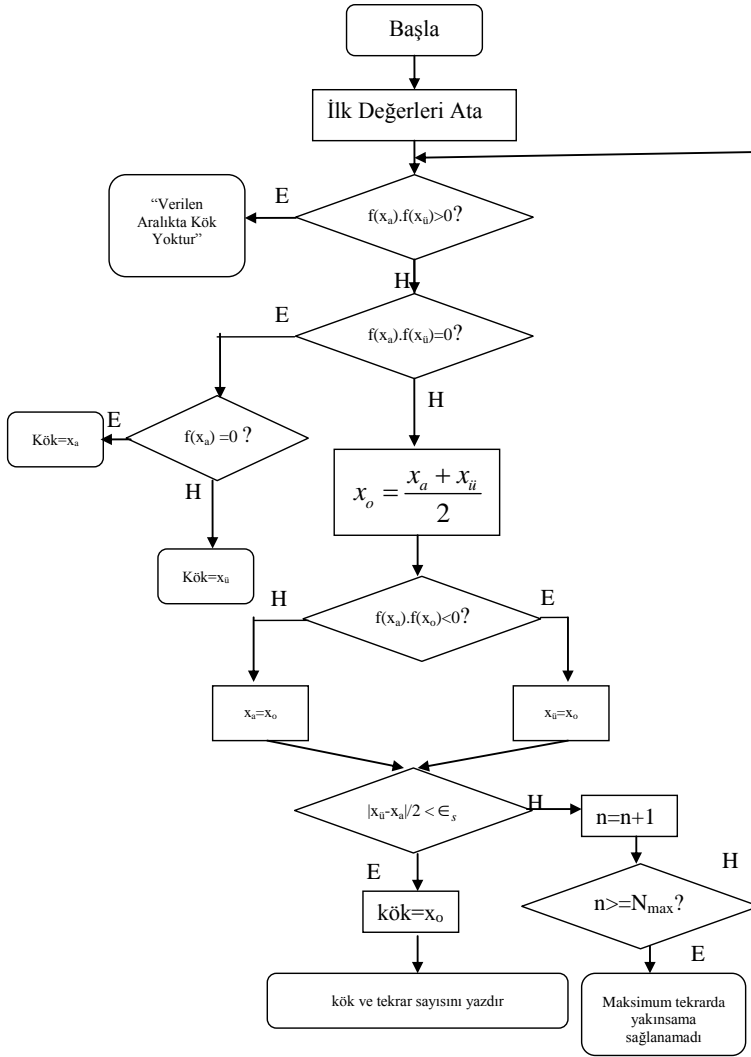 Başla
İlk Değerleri Ata
E
“Verilen
Aralıkta Kök
Yoktur”
f(xₐ).f(xü)>0?
H
E
f(xₐ).f(xü)=0?
H
Kök=xₐ
E
f(xₐ) =0 ?
H
Kök=xü
xₒ = (xₐ + xü)/2
H
f(xₐ).f(xₒ)<0?
E
xₐ=xₒ
xü=xₒ
|xü-xₐ|/2 < ∈ₛ
H
n=n+1
E
H
kök=xₒ
n>=Nmax?
E
kök ve tekrar sayısını yazdır
Maksimum tekrarda
yakınsama
sağlanamadı